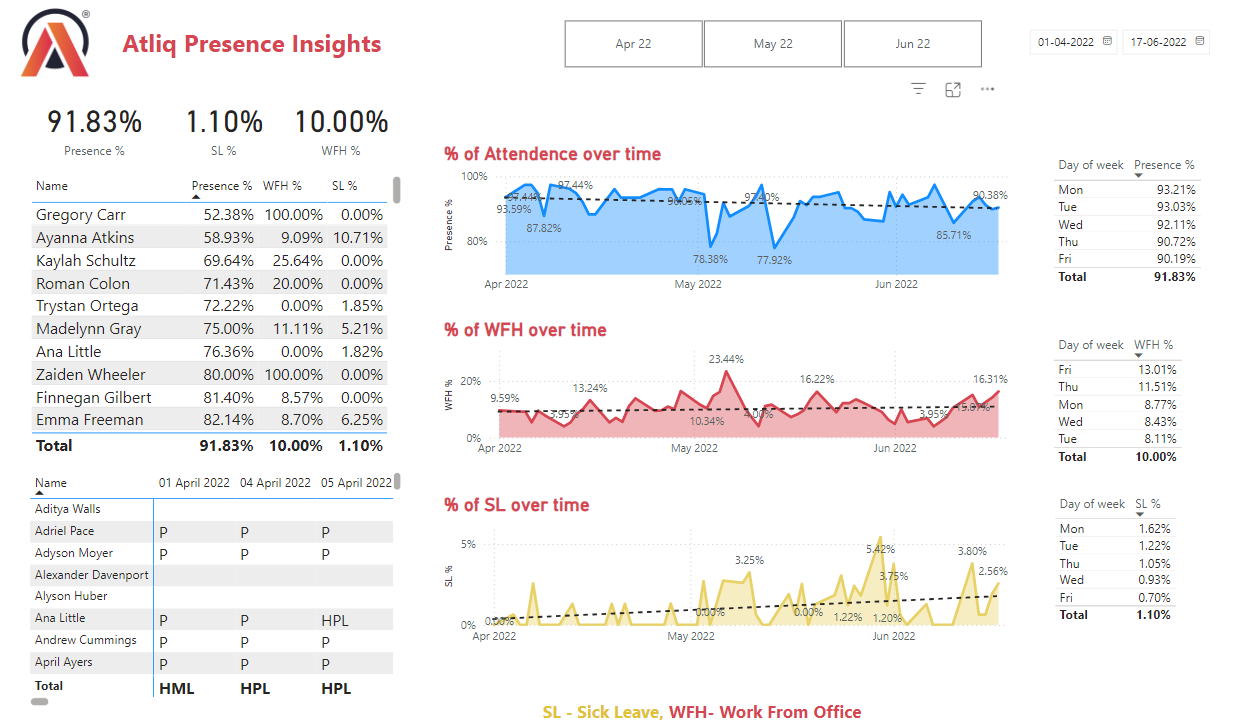 ®
Atliq Presence Insights
Apr 22 May 22 Jun 22
01-04-2022 17-06-2022
91.83% 1.10% 10.00%
Presence % SL % WFH %
Name Presence % WFH % SL %
Gregory Carr 52.38% 100.00% 0.00%
Ayanna Atkins 58.93% 9.09% 10.71%
Kaylah Schultz 69.64% 25.64% 0.00%
Roman Colon 71.43% 20.00% 0.00%
Trystan Ortega 72.22% 0.00% 1.85%
Madelynn Gray 75.00% 11.11% 5.21%
Ana Little 76.36% 0.00% 1.82%
Zaiden Wheeler 80.00% 100.00% 0.00%
Finnegan Gilbert 81.40% 8.57% 0.00%
Emma Freeman 82.14% 8.70% 6.25%
Total 91.83% 10.00% 1.10%
Name 01 April 2022 04 April 2022 05 April 2022
Aditya Walls
Adriel Pace P P P
Adyson Moyer P P P
Alexander Davenport
Alyson Huber
Ana Little P P HPL
Andrew Cummings P P P
April Ayers P P P
Total HML HPL HPL
% of Attendence over time
Presence %
100%
80%
97.44% 97.44% 96.05% 97.40% 90.38%
93.59%
87.82% 85.71%
78.38% 77.92%
Apr 2022 May 2022 Jun 2022
% of WFH over time
WFH %
20%
0%
23.44%
13.24% 16.22% 16.31%
9.59% 3.95% 10.34% 4.00% 3.95% 15.07%
Apr 2022 May 2022 Jun 2022
% of SL over time
SL %
5%
0%
5.42% 3.80%
3.25% 3.75% 2.56%
0.00% 0.00% 0.00% 1.22% 1.20%
Apr 2022 May 2022 Jun 2022
Day of week Presence %
Mon 93.21%
Tue 93.03%
Wed 92.11%
Thu 90.72%
Fri 90.19%
Total 91.83%
Day of week WFH %
Fri 13.01%
Thu 11.51%
Mon 8.77%
Wed 8.43%
Tue 8.11%
Total 10.00%
Day of week SL %
Mon 1.62%
Tue 1.22%
Thu 1.05%
Wed 0.93%
Fri 0.70%
Total 1.10%
SL - Sick Leave, WFH- Work From Office